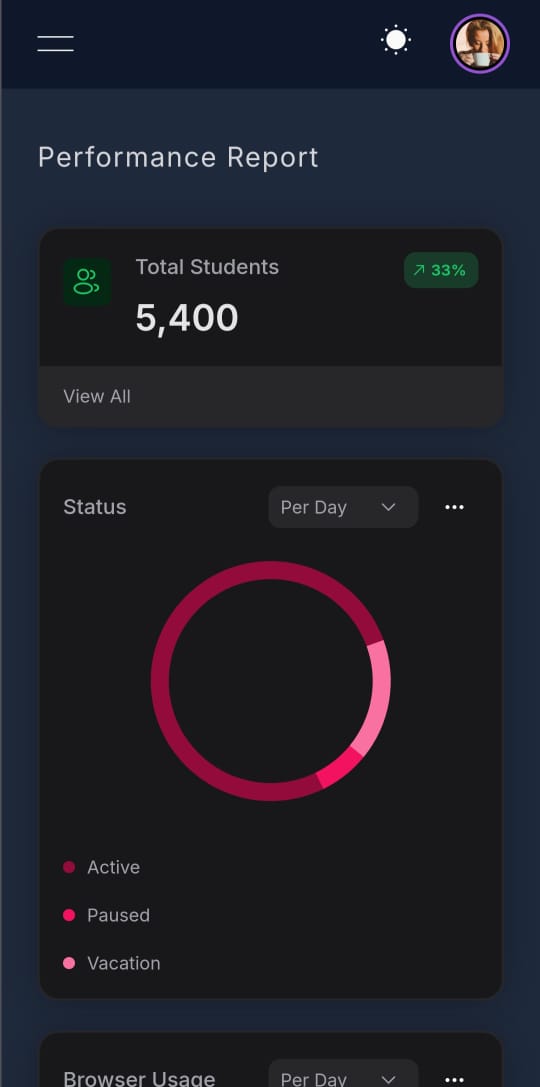 Performance Report
Total Students
33%
5,400
View All
Status
Per Day
Active
Paused
Vacation
Browser Usage
Per Day